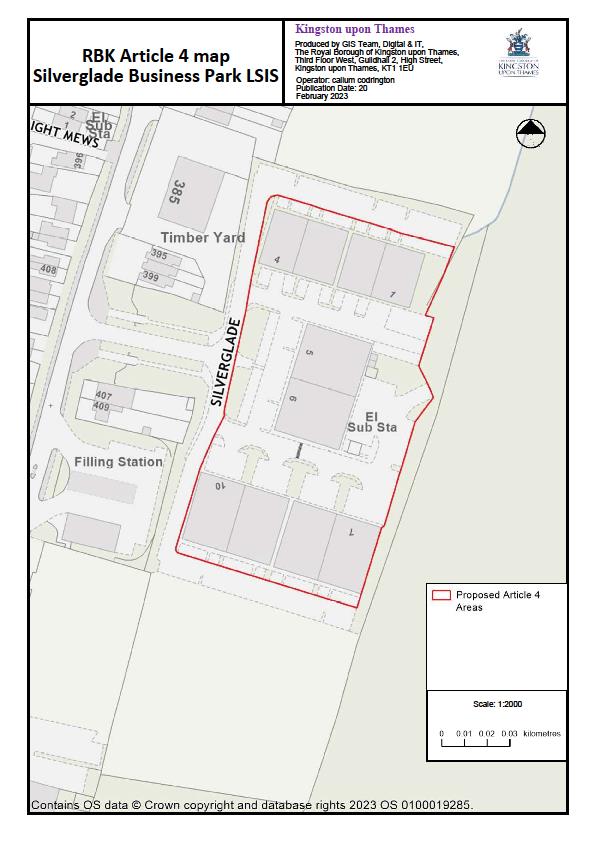 RBK Article 4 map
Silverglade Business Park LSIS
Kingston upon Thames
Produced by GIS Team, Digital & IT,
The Royal Borough of Kingston upon Thames,
Third Floor West, Guildhall 2, High Street,
Kingston upon Thames, KT1 1EU
Operator: callum codrington
Publication Date: 20
February 2023
KINGSTON
UPON THAMES
2
1
El
Sub
Sta
IGHT MEWS
396
385
Timber Yard
395
399
408
4
1
SILVERGLADE
5
6
El
Sub Sta
407
409
Filling Station
10
7
Proposed Article 4
Areas
Scale: 1:2000
0 0.01 0.02 0.03 kilometres
Contains OS data © Crown copyright and database rights 2023 OS 0100019285.